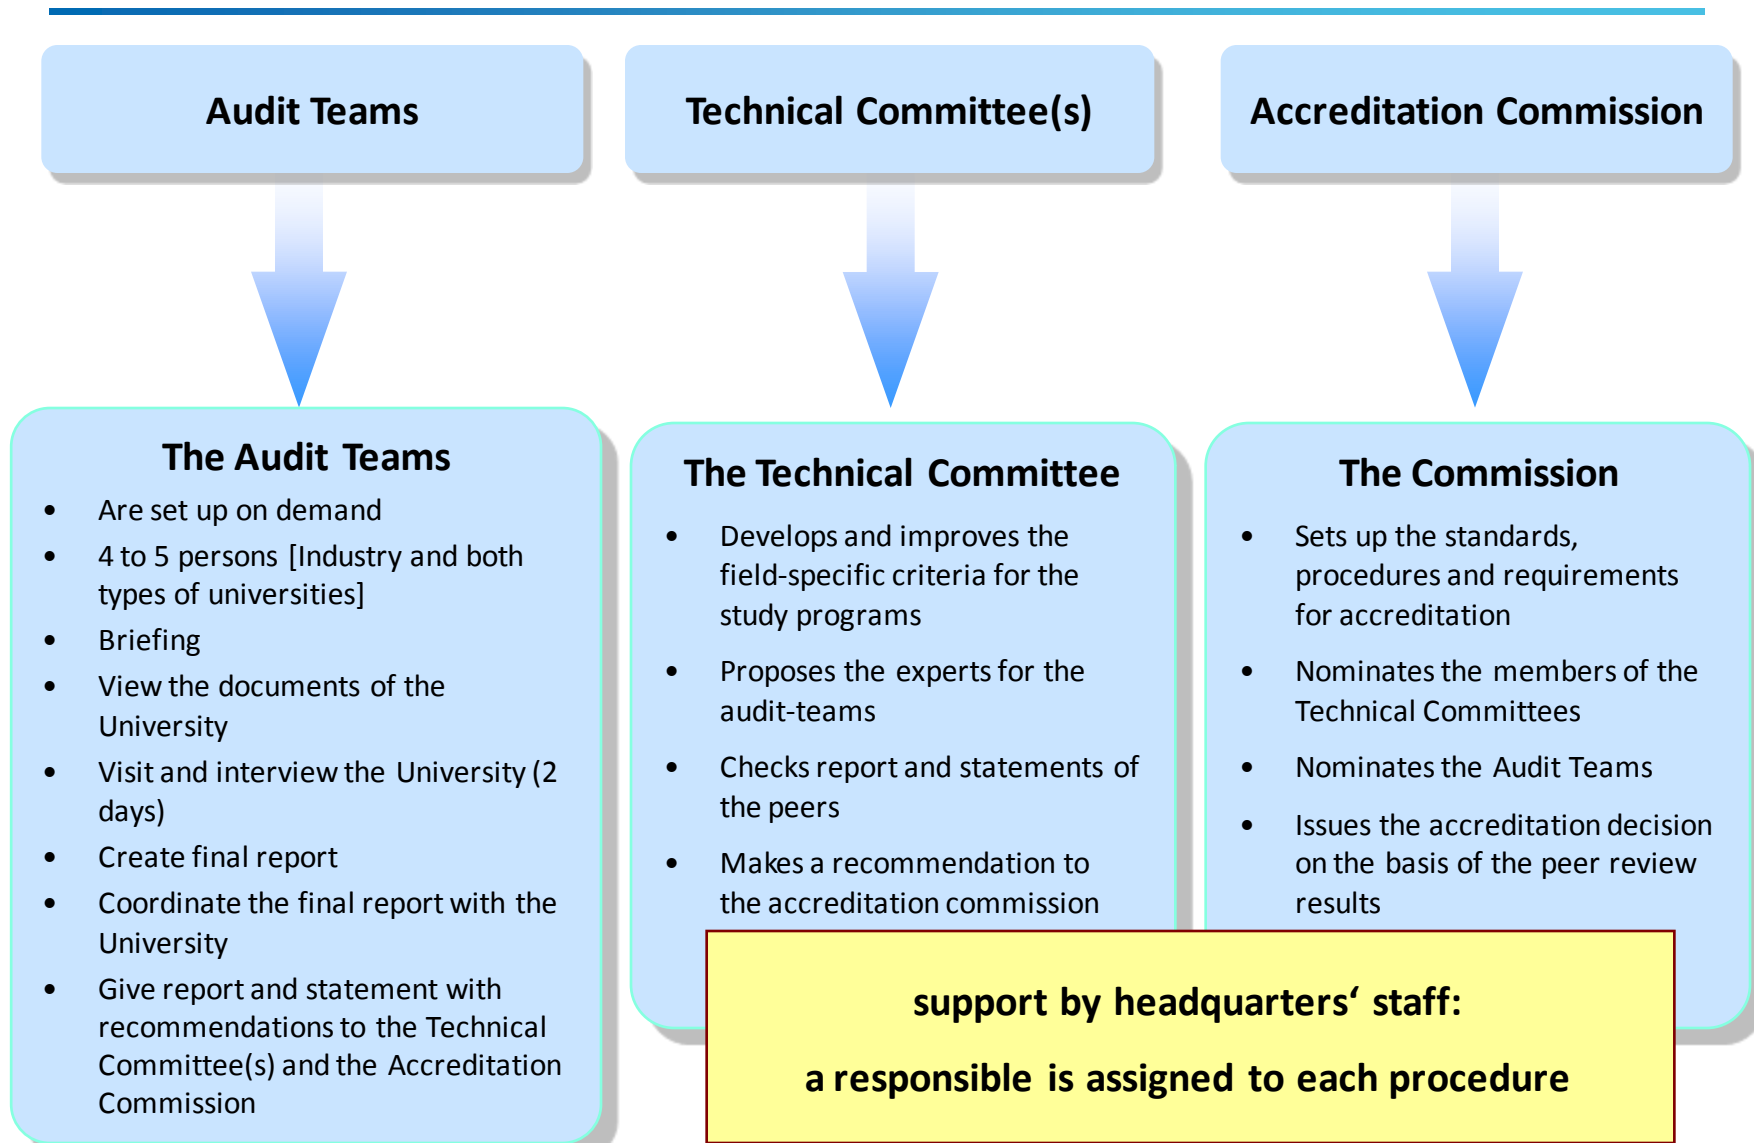 Audit Teams
Technical Committee(s)
Accreditation Commission
The Audit Teams
• Are set up on demand
• 4 to 5 persons [Industry and both
types of universities]
• Briefing
• View the documents of the
University
• Visit and interview the University (2
days)
• Create final report
• Coordinate the final report with the
University
• Give report and statement with
recommendations to the Technical
Committee(s) and the Accreditation
Commission
The Technical Committee
• Develops and improves the
field-specific criteria for the
study programs
• Proposes the experts for the
audit-teams
• Checks report and statements of
the peers
• Makes a recommendation to
the accreditation commission
The Commission
• Sets up the standards,
procedures and requirements
for accreditation
• Nominates the members of the
Technical Committees
• Nominates the Audit Teams
• Issues the accreditation decision
on the basis of the peer review
results
support by headquarters‘ staff:
a responsible is assigned to each procedure